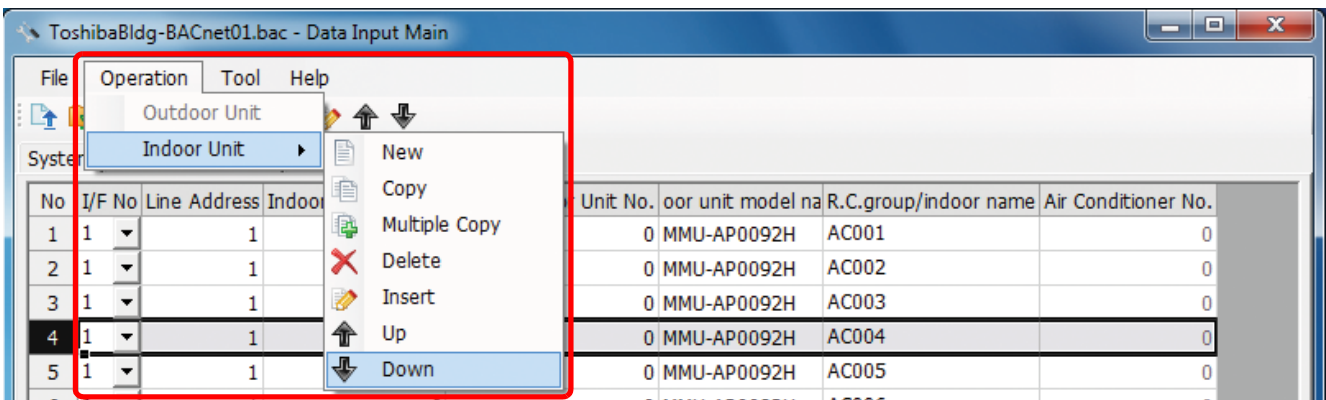 ToshibaBldg-BACnet01.bac - Data Input Main
File Operation Tool Help
Outdoor Unit
Indoor Unit
New
Copy
Multiple Copy
Delete
Insert
Up
Down
No I/F No Line Address Unit No. oor unit model na R.C.group/indoor name Air Conditioner No.
1 1 1 0 MMU-AP0092H AC001 0
2 1 1 0 MMU-AP0092H AC002 0
3 1 1 0 MMU-AP0092H AC003 0
4 1 1 0 MMU-AP0092H AC004 0
5 1 1 0 MMU-AP0092H AC005 0